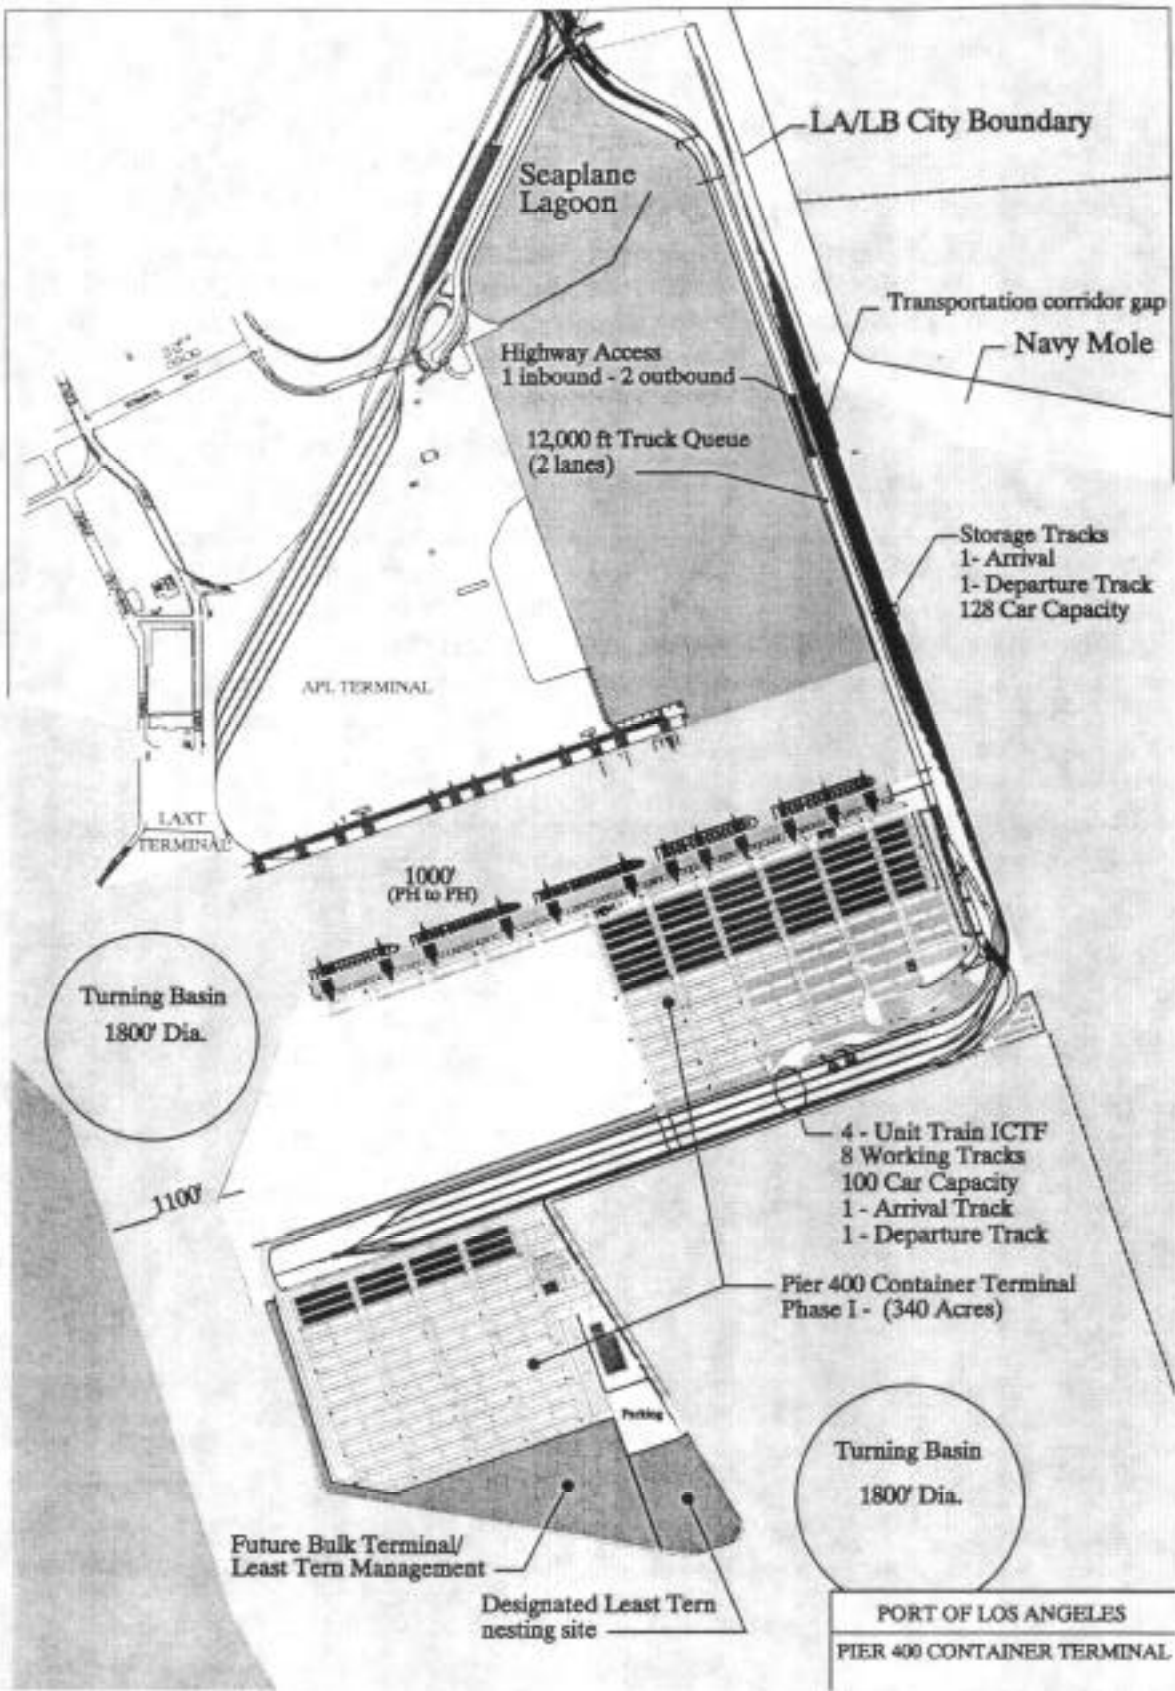 LA/LB City Boundary
Seaplane
Lagoon
Transportation corridor gap
Navy Mole
Highway Access
1 inbound - 2 outbound
12,000 ft Truck Queue
(2 lanes)
Storage Tracks
1- Arrival
1- Departure Track
128 Car Capacity
APL TERMINAL
LAXT
TERMINAL
1000'
(PH to PH)
Turning Basin
1800' Dia.
1100'
4 - Unit Train ICTF
8 Working Tracks
100 Car Capacity
1 - Arrival Track
1 - Departure Track
Pier 400 Container Terminal
Phase I - (340 Acres)
Parking
Turning Basin
1800' Dia.
Future Bulk Terminal/
Least Tern Management
Designated Least Tern
nesting site
PORT OF LOS ANGELES
PIER 400 CONTAINER TERMINAL